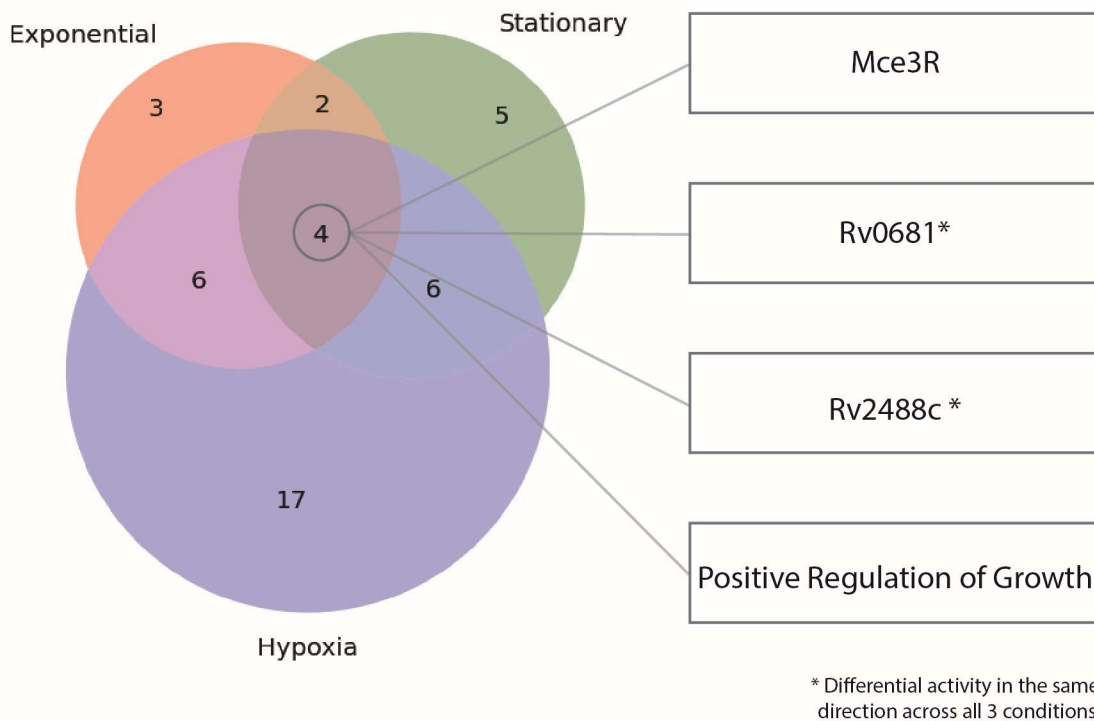 Exponential
Stationary
3
2
5
4
6
6
17
Hypoxia
Mce3R
Rv0681*
Rv2488c *
Positive Regulation of Growth
* Differential activity in the same
direction across all 3 conditions